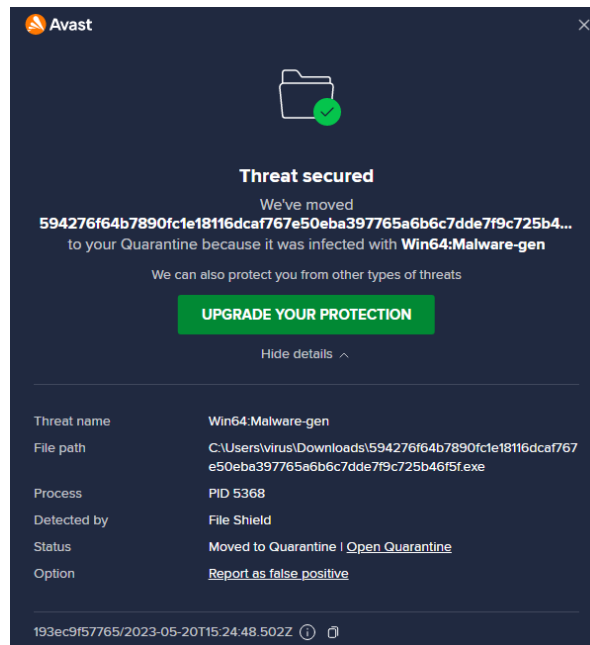 Avast
Threat secured
We've moved
594276f64b7890fc1e18116dcaf767e50eba397765a6b6c7dde7f9c725b4...
to your Quarantine because it was infected with Win64:Malware-gen
We can also protect you from other types of threats
UPGRADE YOUR PROTECTION
Hide details
Threat name Win64:Malware-gen
File path C:\Users\virus\Downloads\594276f64b7890fc1e18116dcaf767
e50eba397765a6b6c7dde7f9c725b46f5f.exe
Process PID 5368
Detected by File Shield
Status Moved to Quarantine | Open Quarantine
Option Report as false positive
193ec9f57765/2023-05-20T15:24:48.502Z